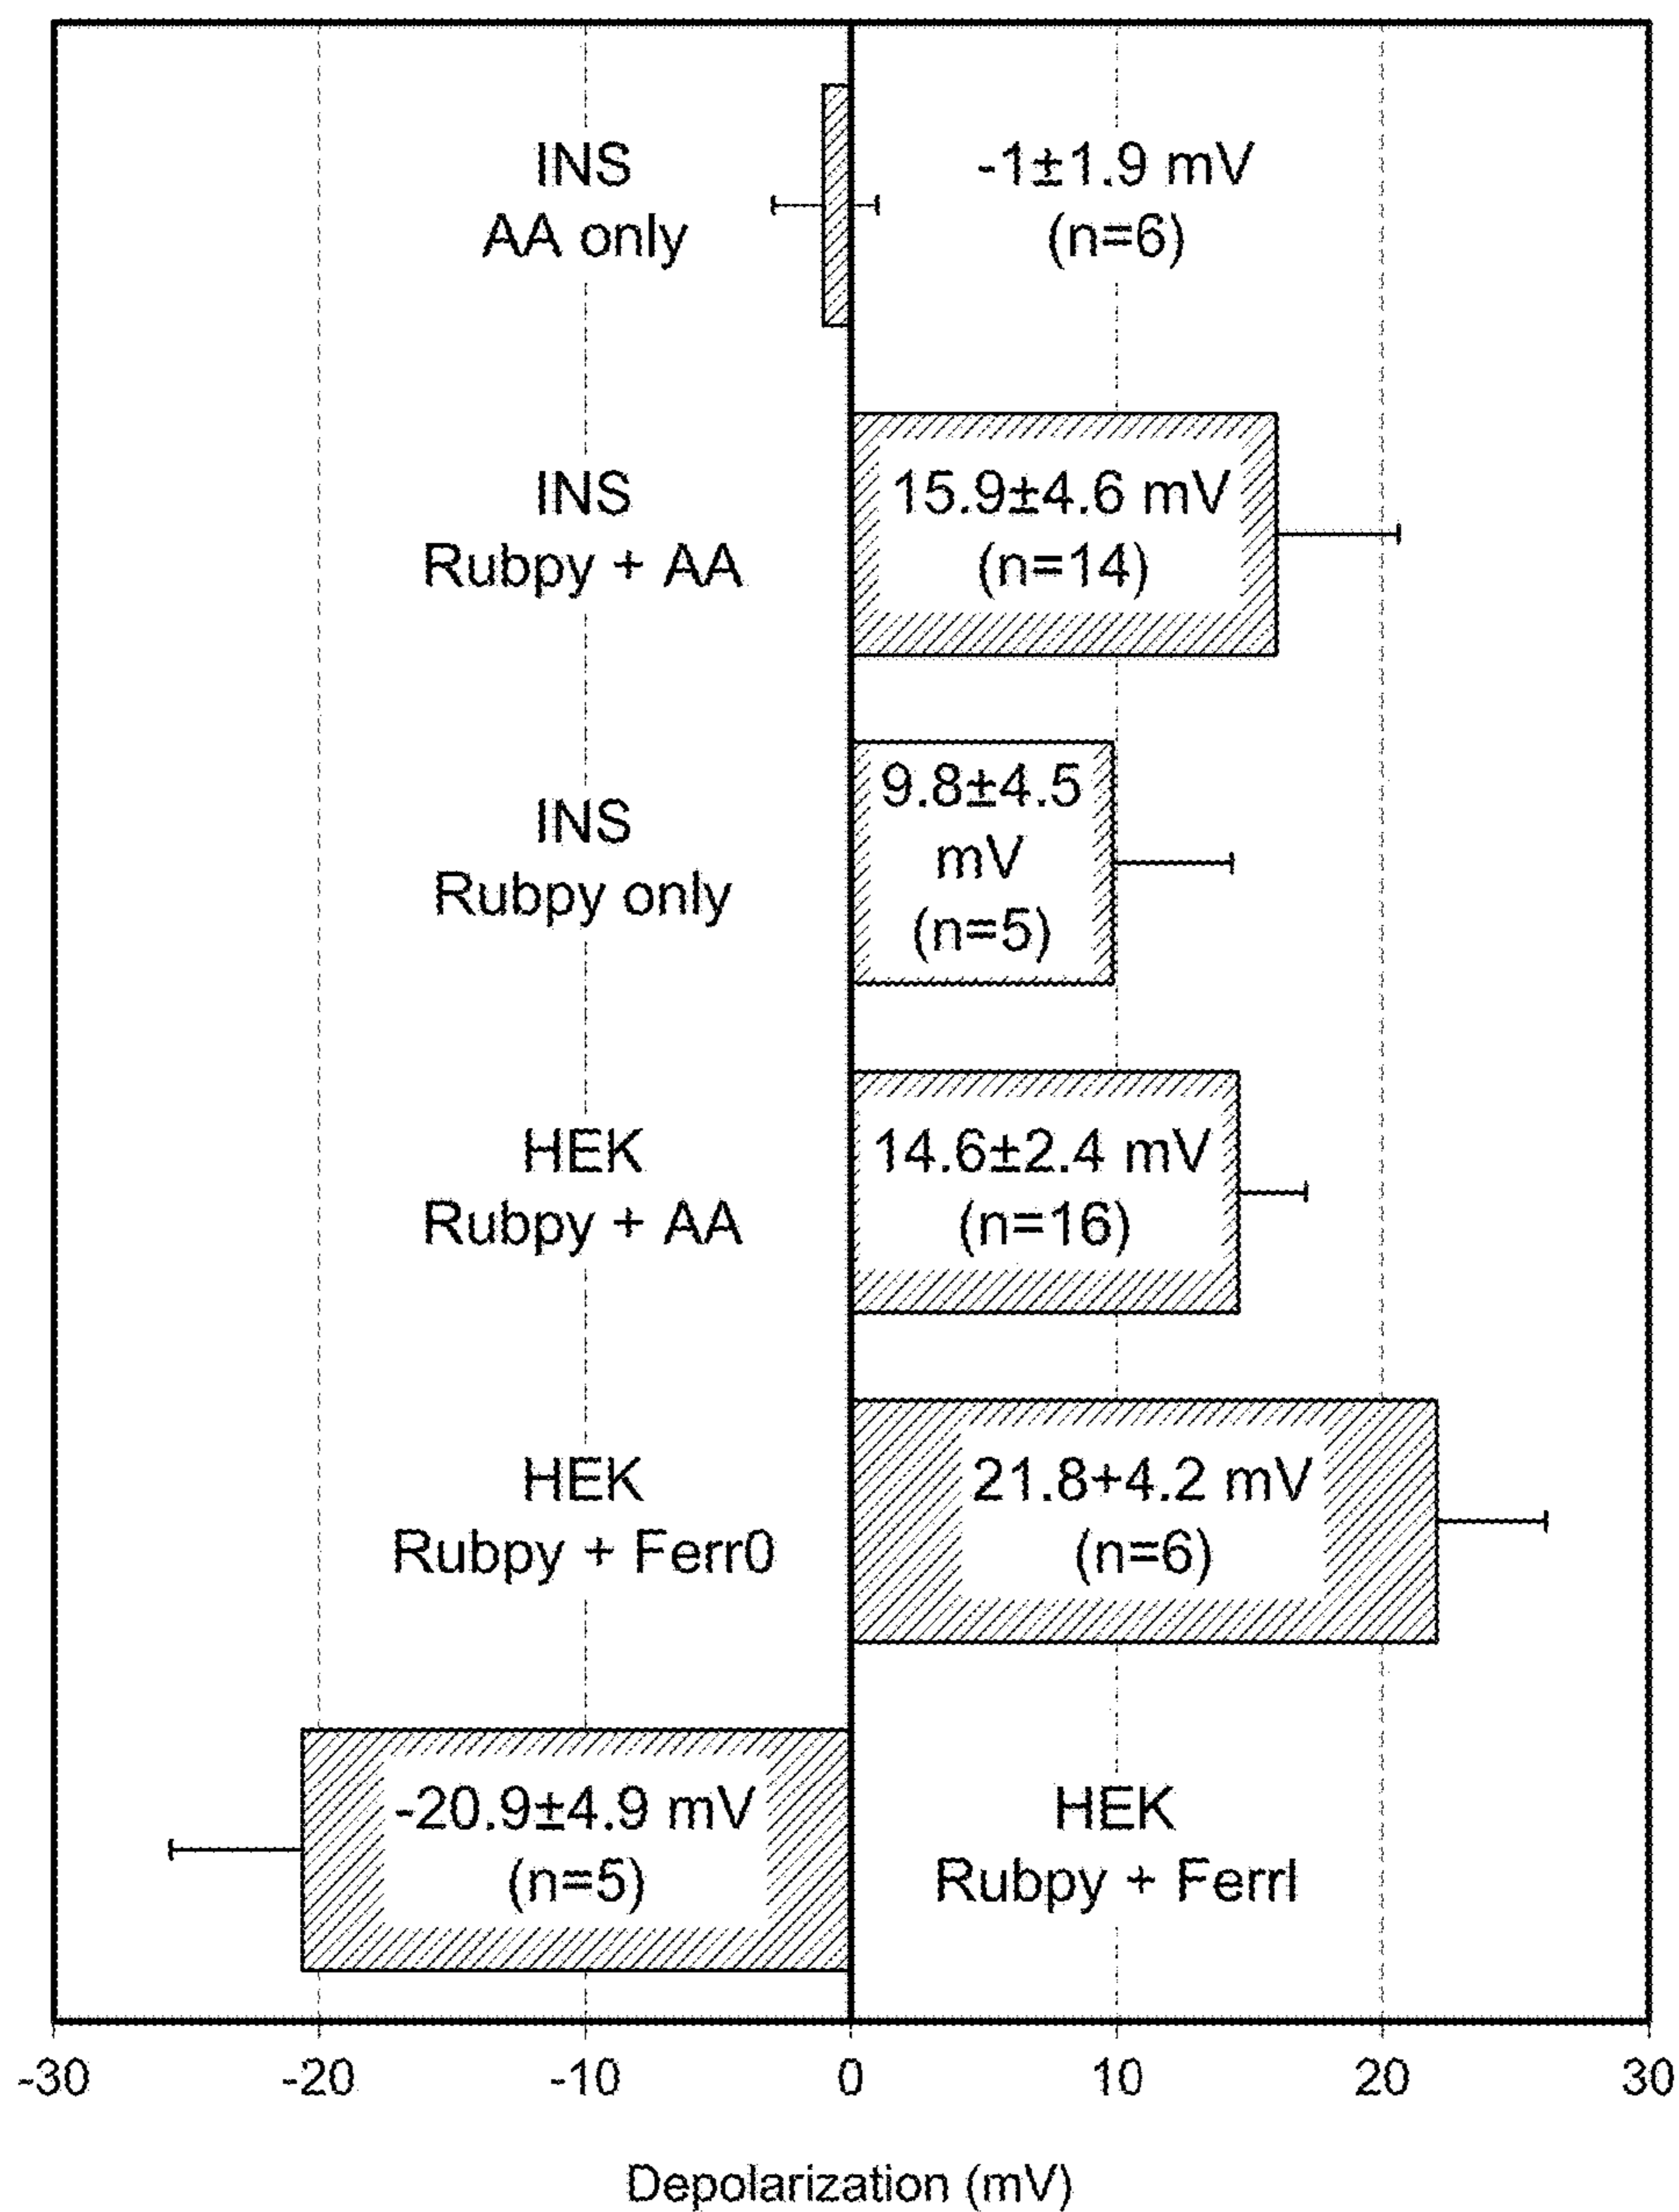 INS
AA only
-1±1.9 mV
(n=6)
INS
Rubpy + AA
15.9±4.6 mV
(n=14)
INS
Rubpy only
9.8±4.5
mV
(n=5)
HEK
Rubpy + AA
14.6±2.4 mV
(n=16)
HEK
Rubpy + Ferr0
21.8+4.2 mV
(n=6)
-20.9±4.9 mV
(n=5)
HEK
Rubpy + FerrI
-30 -20 -10 0 10 20 30
Depolarization (mV)